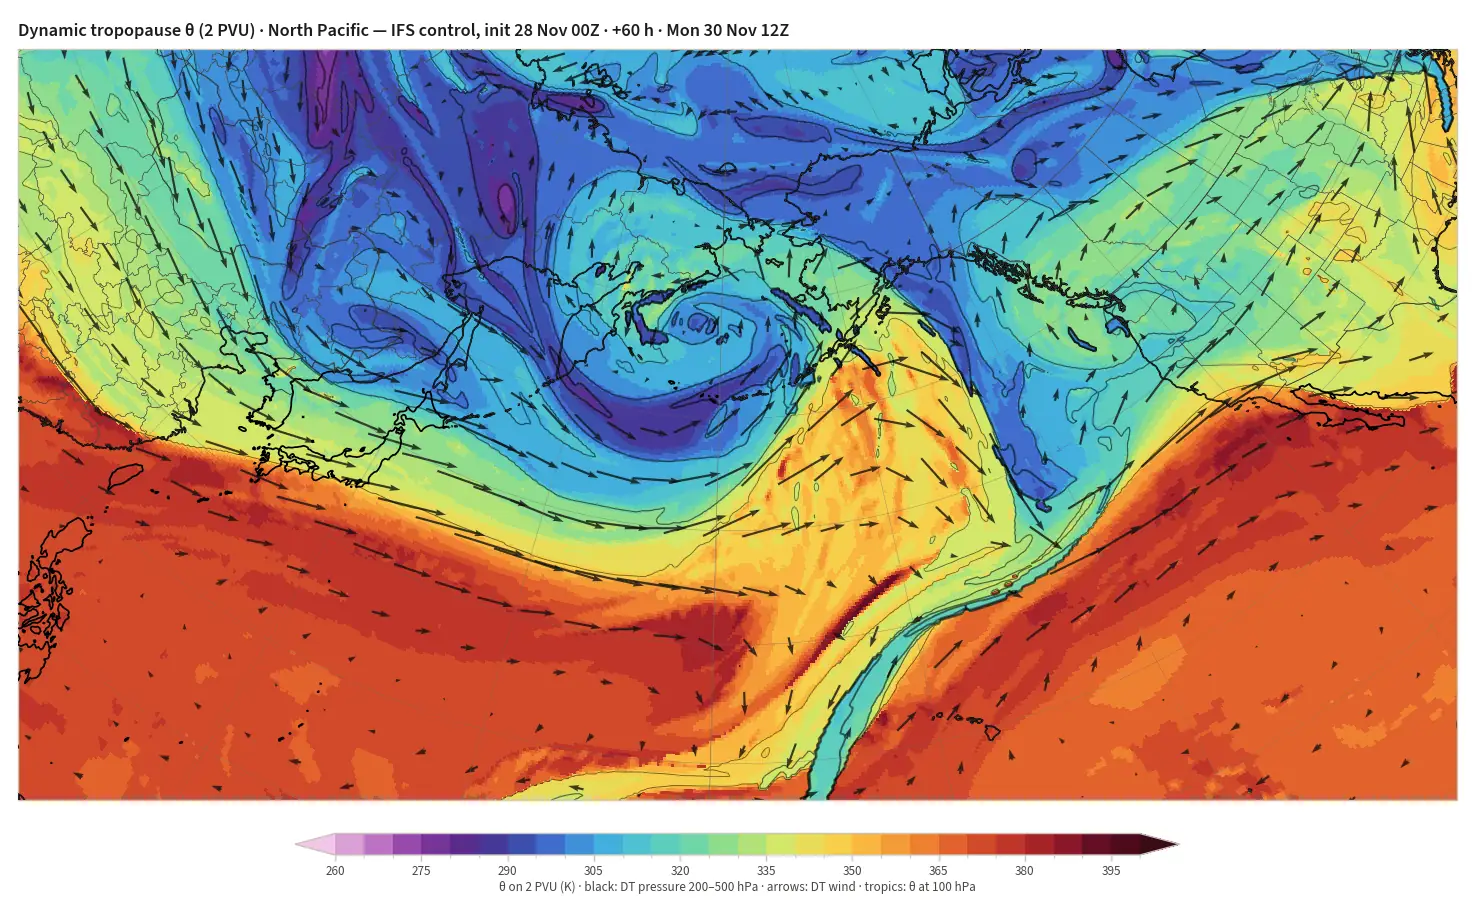 Dynamic tropopause θ (2 PVU) · North Pacific — IFS control, init 28 Nov 00Z · +60 h · Mon 30 Nov 12Z
260 275 290 305 320 335 350 365 380 395
θ on 2 PVU (K) · black: DT pressure 200–500 hPa · arrows: DT wind · tropics: θ at 100 hPa